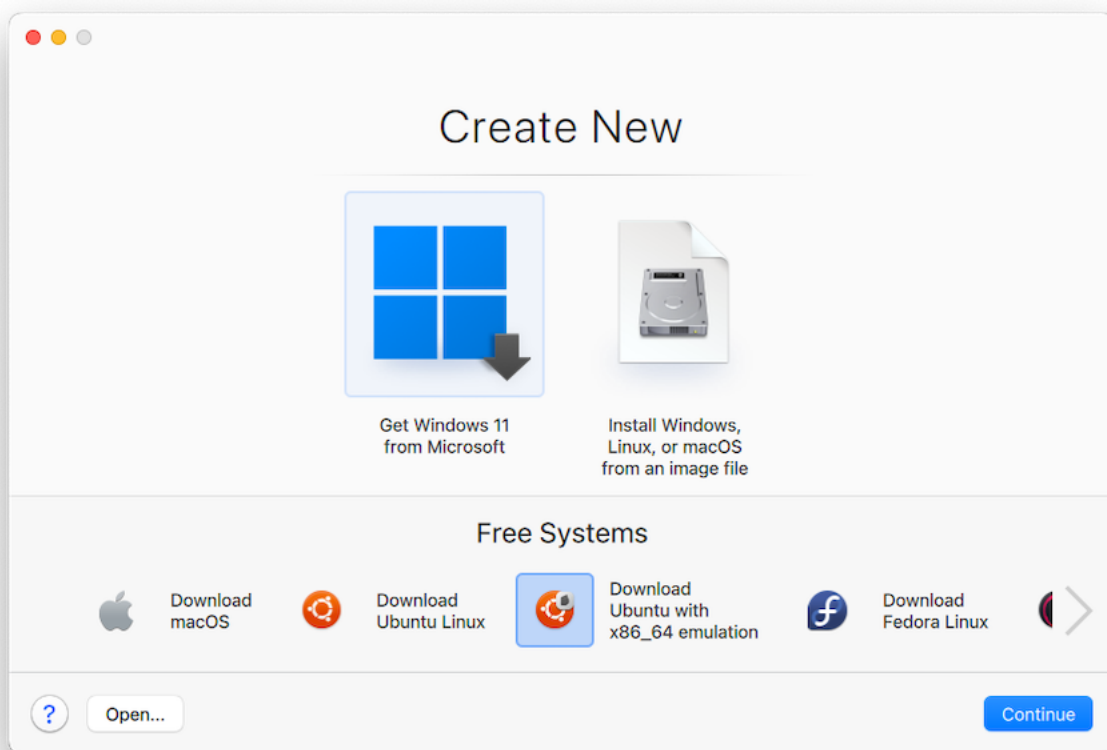 Create New
Get Windows 11
from Microsoft
Install Windows,
Linux, or macOS
from an image file
Free Systems
Download
macOS
Download
Ubuntu Linux
Download
Ubuntu with
x86_64 emulation
Download
Fedora Linux
?
Open...
Continue